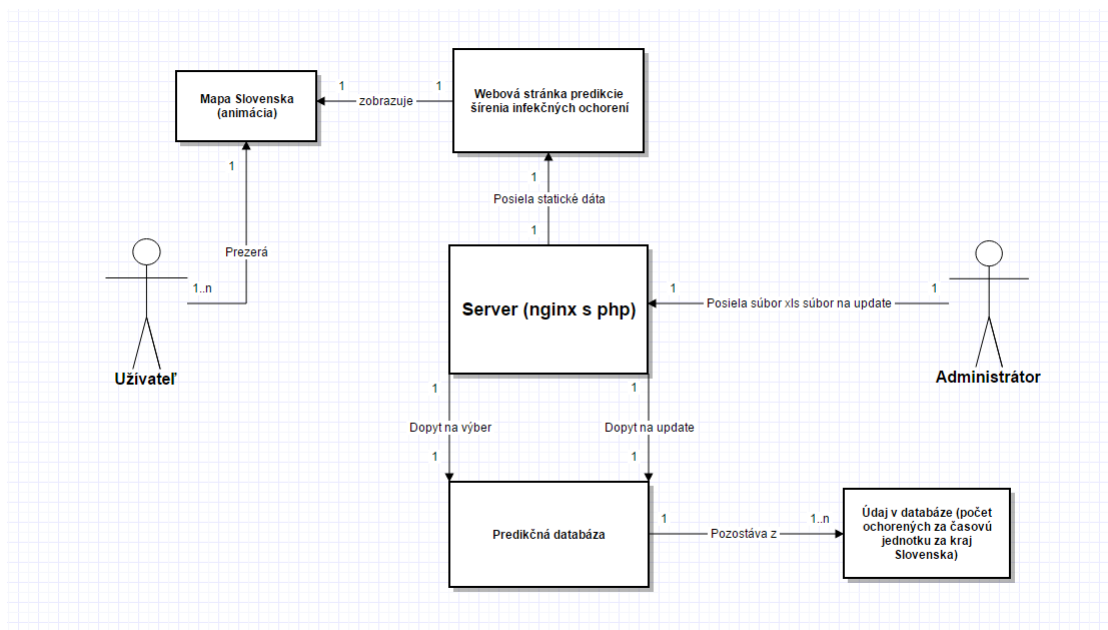 Webová stránka predikcie
šírenia infekčných ochorení
Mapa Slovenska
(animácia)
1
1
zobrazuje
1
1
Posiela statické dáta
1
Prezerá
1..n
Užívateľ
Server (nginx s php)
1
1
Posiela súbor xls súbor na update
Administrátor
1
1
Dopyt na výber
Dopyt na update
1
1
Predikčná databáza
1
1..n
Pozostáva z
Údaj v databáze (počet
ochorených za časovú
jednotku za kraj
Slovenska)